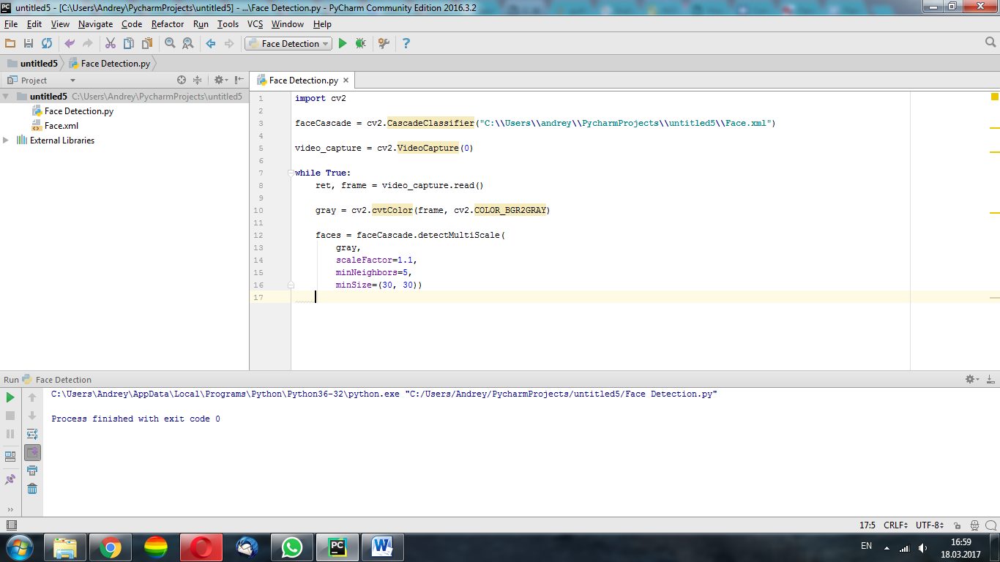 untitled5 - [C:\Users\Andrey\PycharmProjects\untitled5] - ...\Face Detection.py - PyCharm Community Edition 2016.3.2
File Edit View Navigate Code Refactor Run Tools VCS Window Help
Face Detection
untitled5 Face Detection.py
Project
Face Detection.py
untitled5 C:\Users\Andrey\PycharmProjects\untitled5
Face Detection.py
Face.xml
External Libraries
1 import cv2
2
3 faceCascade = cv2.CascadeClassifier("C:\\Users\\andrey\\PycharmProjects\\untitled5\\Face.xml")
4
5 video_capture = cv2.VideoCapture(0)
6
7 while True:
8     ret, frame = video_capture.read()
9
10     gray = cv2.cvtColor(frame, cv2.COLOR_BGR2GRAY)
11
12     faces = faceCascade.detectMultiScale(
13         gray,
14         scaleFactor=1.1,
15         minNeighbors=5,
16         minSize=(30, 30))
17
Run Face Detection
C:\Users\Andrey\AppData\Local\Programs\Python\Python36-32\python.exe "C:/Users/Andrey/PycharmProjects/untitled5/Face Detection.py"
Process finished with exit code 0
17:5 CRLF UTF-8
EN
16:59
18.03.2017